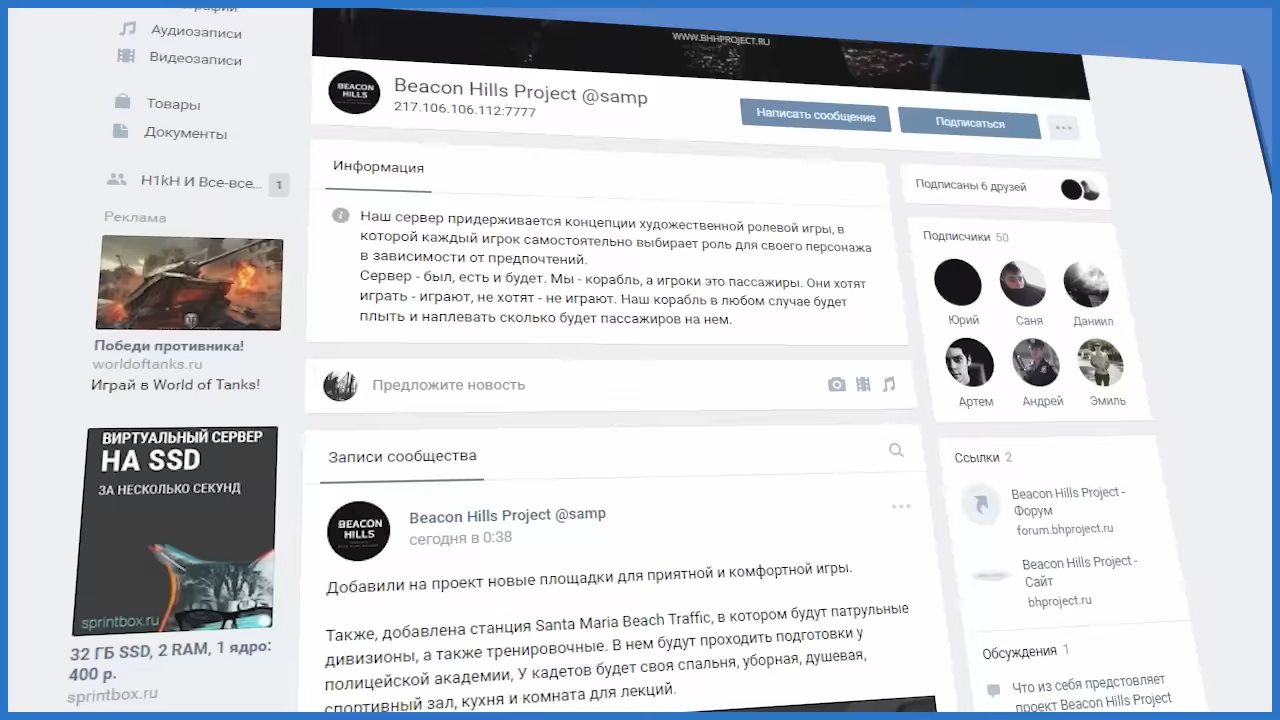 Аудиозаписи
Видеозаписи
Товары
Документы
H1kH И Все-все... 1
Реклама
Победи противника!
worldoftanks.ru
Играй в World of Tanks!
ВИРТУАЛЬНЫЙ СЕРВЕР
НА SSD
ЗА НЕСКОЛЬКО СЕКУНД
sprintbox.ru
32 ГБ SSD, 2 RAM, 1 ядро:
400 р.
sprintbox.ru
WWW.BHHPROJECT.RU
BEACON
HILLS
Beacon Hills Project @samp
217.106.106.112:7777
Написать сообщение
Подписаться
Информация
Наш сервер придерживается концепции художественной ролевой игры, в
которой каждый игрок самостоятельно выбирает роль для своего персонажа
в зависимости от предпочтений.
Сервер - был, есть и будет. Мы - корабль, а игроки это пассажиры. Они хотят
играть - играют, не хотят - не играют. Наш корабль в любом случае будет
плыть и наплевать сколько будет пассажиров на нем.
Предложите новость
Записи сообщества
BEACON
HILLS
Beacon Hills Project @samp
сегодня в 0:38
Добавили на проект новые площадки для приятной и комфортной игры.
Также, добавлена станция Santa Maria Beach Traffic, в котором будут патрульные
дивизионы, а также тренировочные. В нем будут проходить подготовки у
полицейской академии, У кадетов будет своя спальня, уборная, душевая,
спортивный зал, кухня и комната для лекций.
Подписаны 6 друзей
Подписчики 50
Юрий
Саня
Даниил
Артем
Андрей
Эмиль
Ссылки 2
Beacon Hills Project -
Форум
forum.bhproject.ru
Beacon Hills Project -
Сайт
bhproject.ru
Обсуждения 1
Что из себя предстовляет
проект Beacon Hills Project